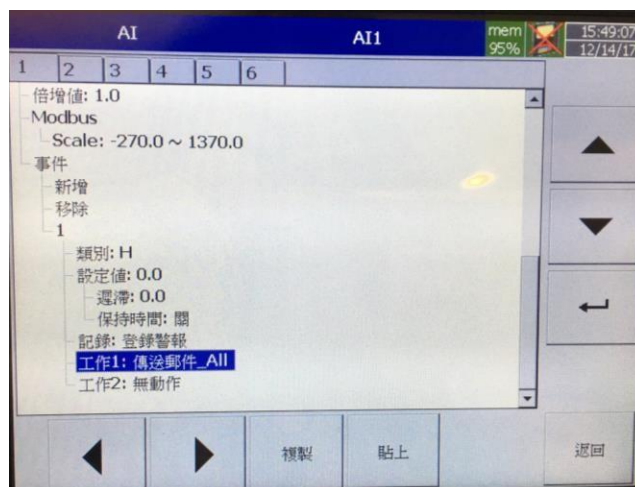 AI
AI1
mem
95%
15:49:07
12/14/17
1 2 3 4 5 6
倍增值: 1.0
Modbus
Scale: -270.0 ~ 1370.0
事件
新增
移除
1
類別: H
設定值: 0.0
遲滯: 0.0
保持時間: 關
記錄: 登錄警報
工作1: 傳送郵件_All
工作2: 無動作
複製
貼上
返回